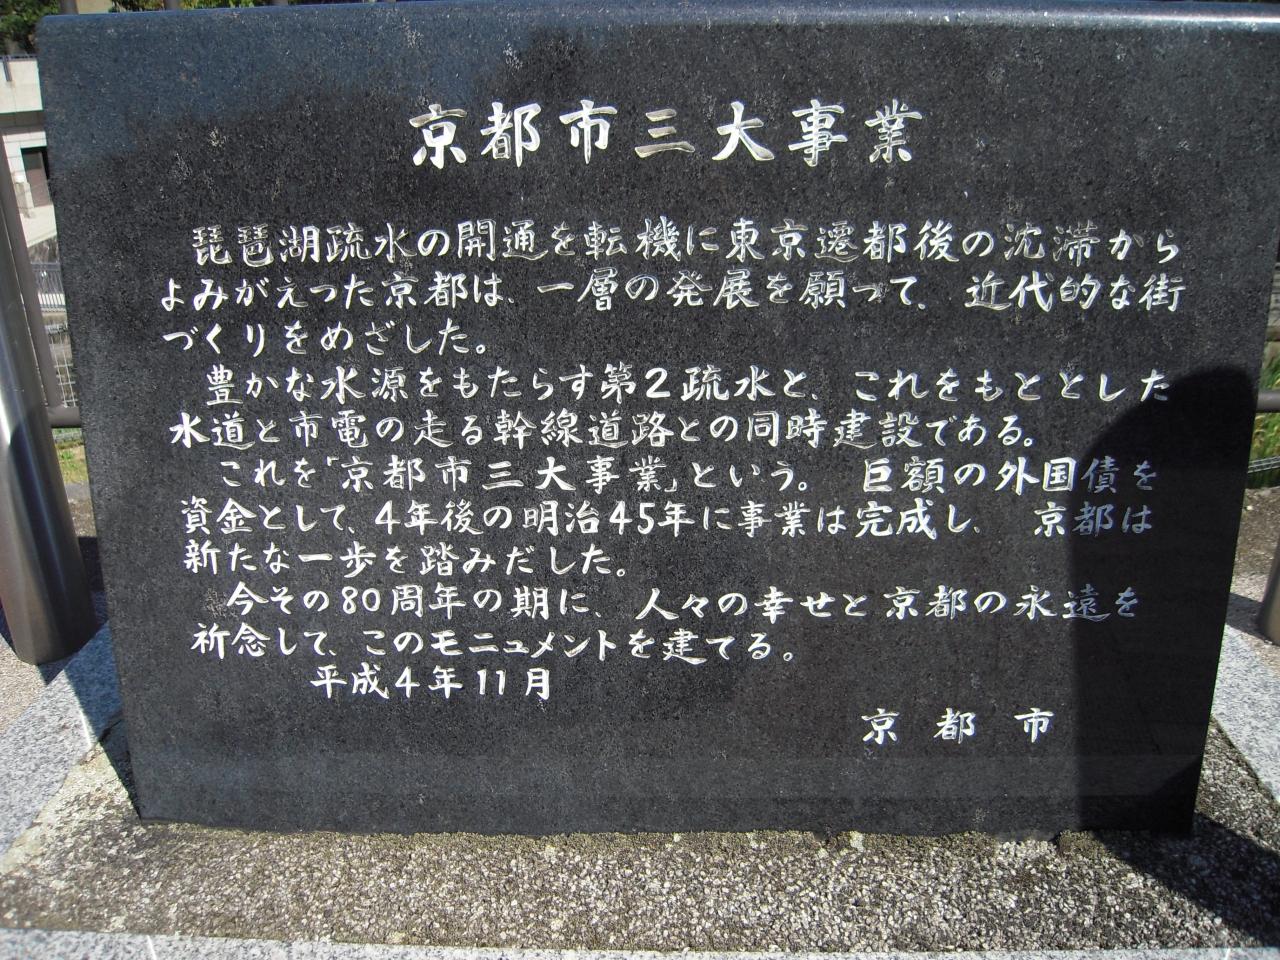 京都市三大事業
琵琶湖疏水の開通を転機に東京遷都後の沈滞から
よみがえった京都は、一層の発展を願って、近代的な街
づくりをめざした。
豊かな水源をもたらす第2疏水と、これをもととした
水道と市電の走る幹線道路との同時建設である。
これを「京都市三大事業」という。巨額の外国債を
資金として、4年後の明治45年に事業は完成し、京都は
新たな一歩を踏みだした。
今その80周年の期に、人々の幸せと京都の永遠を
祈念して、このモニュメントを建てる。
平成4年11月
京都市